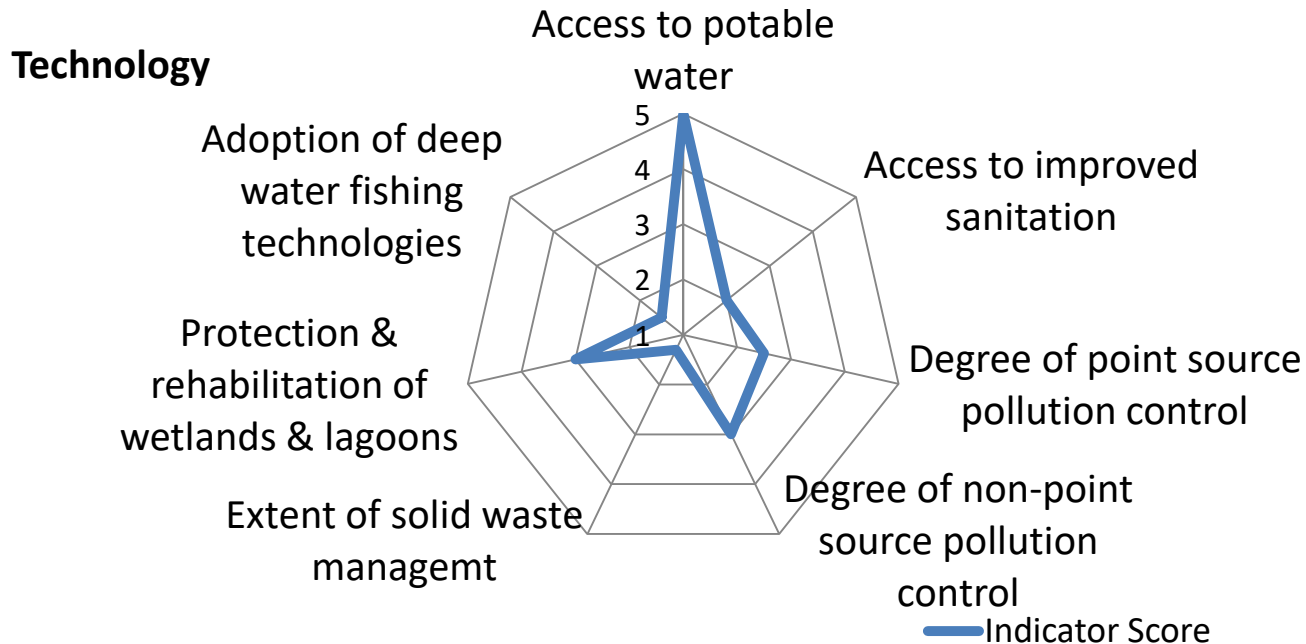 Technology
Access to potable
water
5
4
3
2
1
Access to improved
sanitation
Degree of point source
pollution control
Degree of non-point
source pollution
control
Extent of solid waste
managemt
Protection &
rehabilitation of
wetlands & lagoons
Adoption of deep
water fishing
technologies
Indicator Score